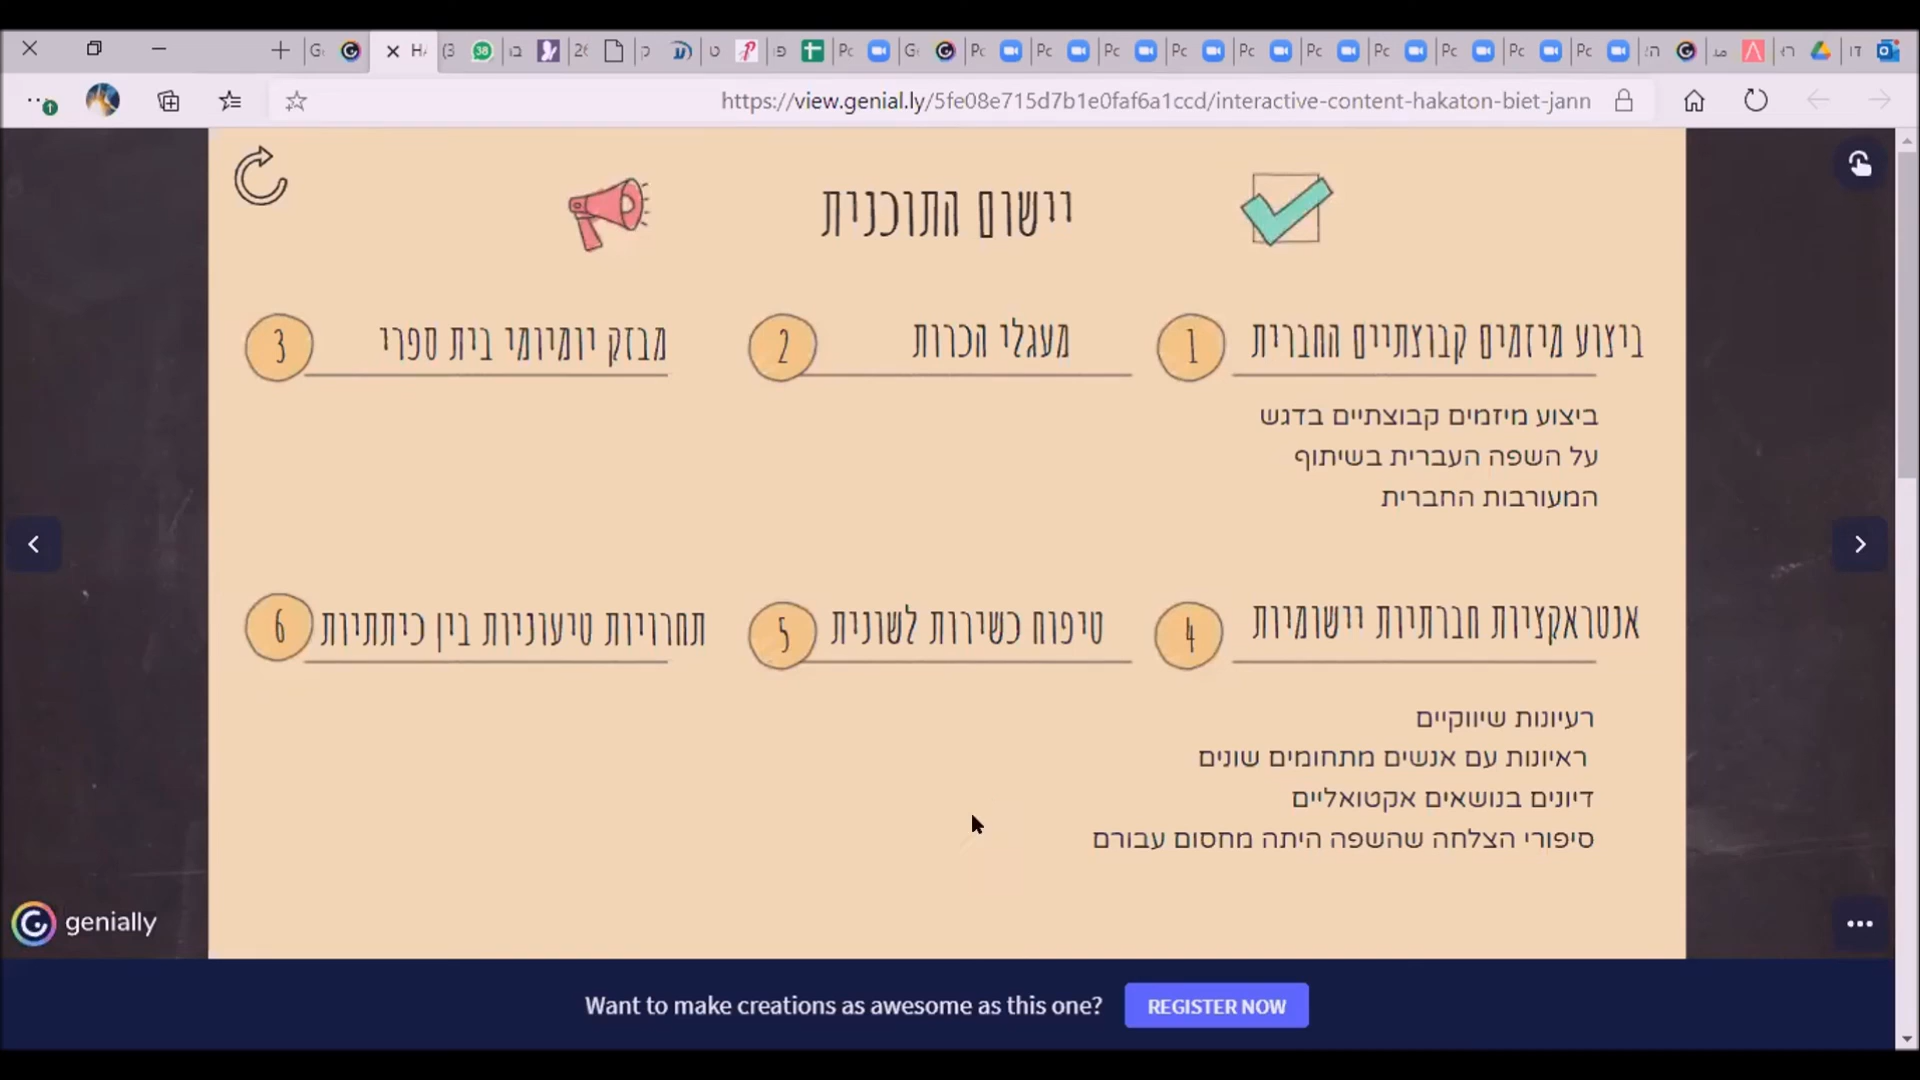 https://view.genial.ly/5fe08e715d7b1e0faf6a1ccd/interactive-content-hakaton-biet-jann
יישום התוכנית
1 ביצוע מיזמים קבוצתיים החברית
ביצוע מיזמים קבוצתיים בדגש
על השפה העברית בשיתוף
המעורבות החברית
2 מעגלי הכרות
3 מבזק יומיומי בית ספרי
4 אנטראקציות חברתיות יישומיות
רעיונות שיווקיים
ראיונות עם אנשים מתחומים שונים
דיונים בנושאים אקטואליים
סיפורי הצלחה שהשפה היתה מחסום עבורם
5 טיפוח כשירות לשונית
6 תחרויות טיעוניות בין כיתתיות
genially
Want to make creations as awesome as this one?
REGISTER NOW